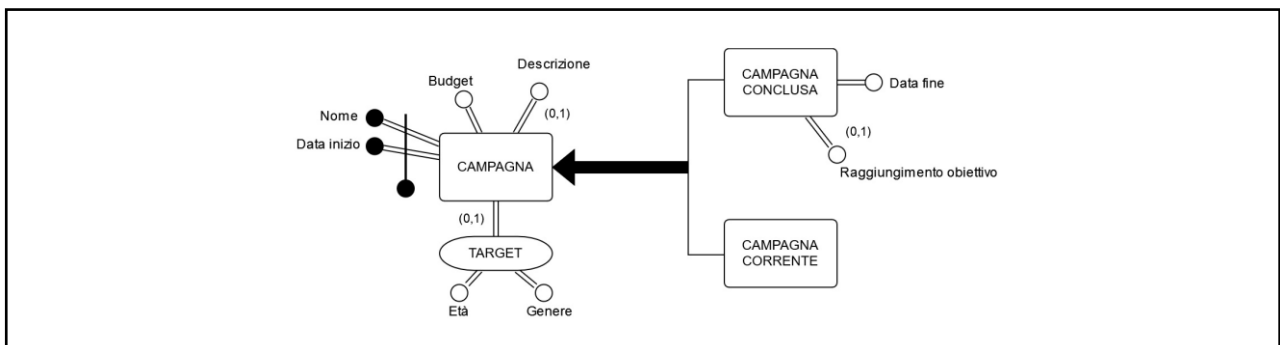 Descrizione
Budget
(0,1)
Nome
Data inizio
CAMPAGNA
(0,1)
TARGET
Età
Genere
CAMPAGNA
CONCLUSA
Data fine
(0,1)
Raggiungimento obiettivo
CAMPAGNA
CORRENTE